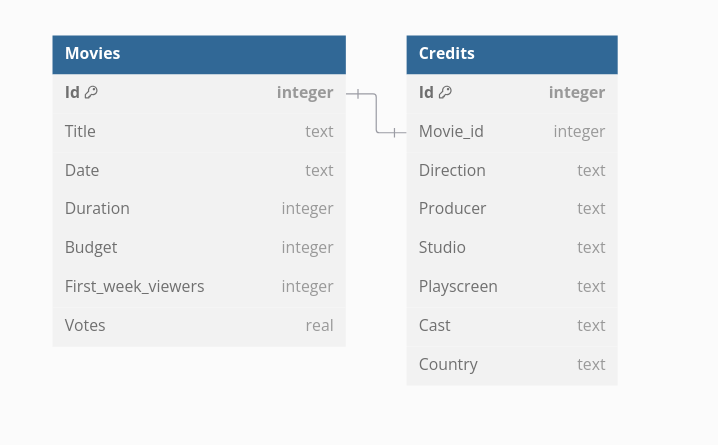 Movies
Id integer
Title text
Date text
Duration integer
Budget integer
First_week_viewers integer
Votes real
Credits
Id integer
Movie_id integer
Direction text
Producer text
Studio text
Playscreen text
Cast text
Country text